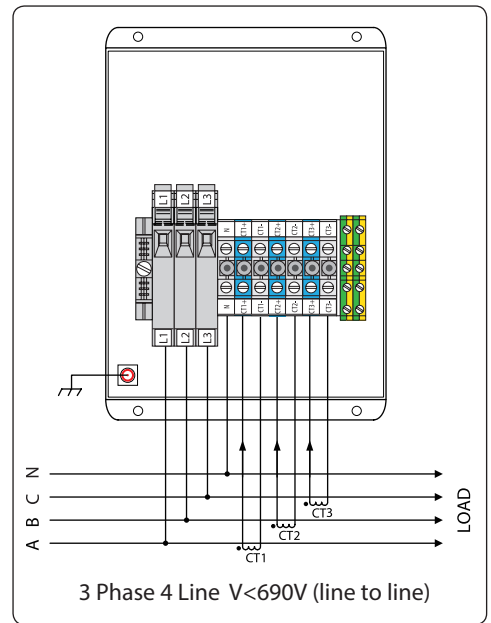 L1 L2 L3
N CT1+ CT1- CT2+ CT2- CT3+ CT3-
N CT1+ CT1- CT2+ CT2- CT3+ CT3-
L1 L2 L3
N
C
B
A
CT3
CT2
CT1
LOAD
3 Phase 4 Line V<690V (line to line)